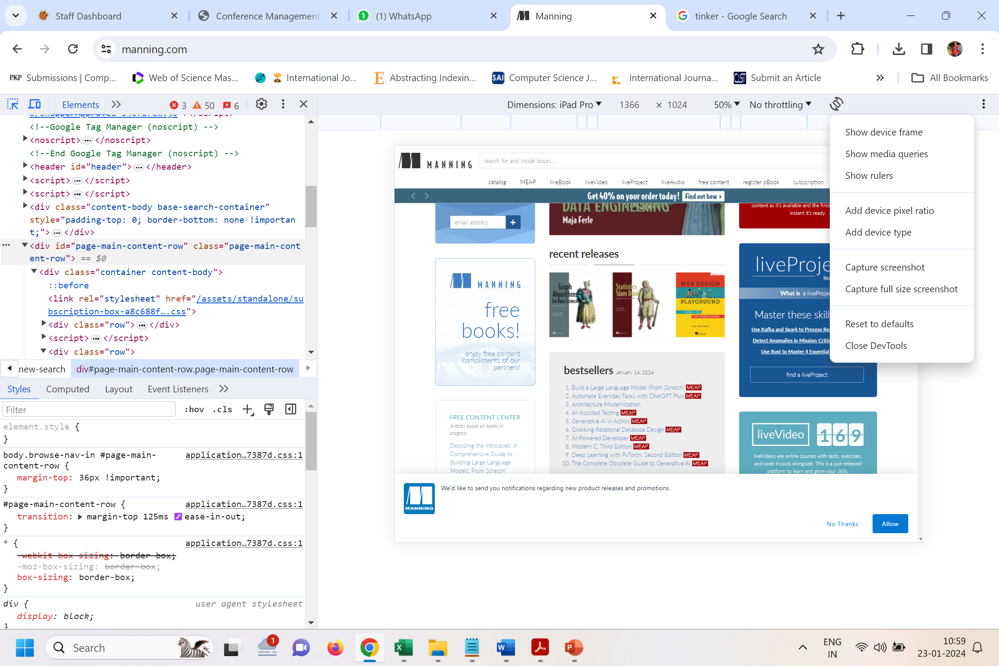 Staff Dashboard
Conference Management
(1) WhatsApp
Manning
tinker - Google Search
manning.com
PKP Submissions | Comp...
Web of Science Mas...
International Jo...
E Abstracting Indexin...
SAI Computer Science J...
International Journa...
Submit an Article
All Bookmarks
Elements
3
50
6
Dimensions: iPad Pro
1366 × 1024
50%
No throttling
<!--Google Tag Manager (noscript) -->
<noscript>…</noscript>
<!--End Google Tag Manager (noscript) -->
<header id="header">…</header>
<script>…</script>
<script>…</script>
<div class="content-body base-search-container"
style="padding-top: 0; border-bottom: none !importan
t;">…</div>
<div id="page-main-content-row" class="page-main-cont
ent-row"> == $0
<div class="container content-body">
::before
<link rel="stylesheet" href="/assets/standalone/su
bscription-box-a8c688f….css">
<div class="row">…</div>
<script>…</script>
<div class="row">
new-search
div#page-main-content-row.page-main-content-row
Styles
Computed
Layout
Event Listeners
Filter
:hov
.cls
element.style {
}
body.browse-nav-in #page-main-
application…7387d.css:1
content-row {
margin-top: 36px !important;
}
#page-main-content-row {
application…7387d.css:1
transition: margin-top 125ms ease-in-out;
}
* {
application…7387d.css:1
-webkit-box-sizing: border-box;
-moz-box-sizing: border-box;
box-sizing: border-box;
}
div {
user agent stylesheet
display: block;
}
MANNING
search for and inside books...
catalog
MEAP
liveBook
liveVideo
liveProject
liveAudio
free content
register pBook
subscription
Get 40% on your order today!
Find out how
email address
+
DATA ENGINEERING
Maja Ferle
content as it's available and the finis
instant it's ready.
MANNING
free
books!
enjoy free content
compliments of our
partners!
recent releases
Graph
Algorithms
for Data Science
Statistics
Slam Dunk
WEB DESIGN
PLAYGROUND
bestsellers January 14, 2024
1. Build a Large Language Model (From Scratch) MEAP
2. Automate Everyday Tasks with ChatGPT Plus MEAP
3. Architecture Modernization
4. AI-Assisted Testing MEAP
5. Generative AI in Action MEAP
6. Grokking Relational Database Design MEAP
7. AI-Powered Developer MEAP
8. Modern C, Third Edition MEAP
9. Deep Learning with PyTorch, Second Edition MEAP
10. The Complete Obsolete Guide to Generative AI MEAP
FREE CONTENT CENTER
Articles based on books in
progress
Decoding the Intricacies: A
Comprehensive Guide to
Building Large Language
Models, From Scratch!
liveProje
lea
What is a liveProjec
Master these skill
Use Kafka and Spark to Process Rea
Detect Anomalies in Mission-Critic
Use Rust to Master 4 Essential
find a liveProject
liveVideo
169
liveVideos are online courses with tests, exercises,
and code tryouts alongside. This is a just-released
platform to learn and grow your skills.
MANNING
We'd like to send you notifications regarding new product releases and promotions.
No Thanks
Allow
Show device frame
Show media queries
Show rulers
Add device pixel ratio
Add device type
Capture screenshot
Capture full size screenshot
Reset to defaults
Close DevTools
Search
1
ENG
IN
10:59
23-01-2024